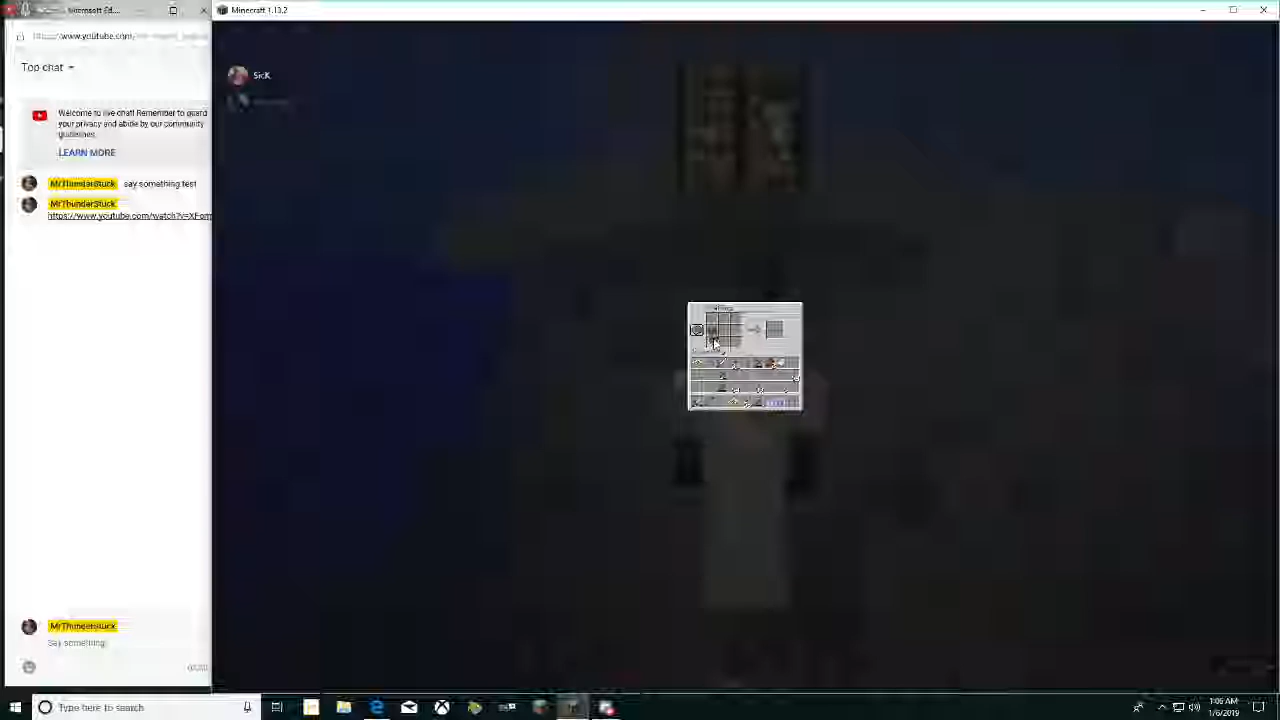 Minecraft 1.13.2
www.youtube.com
Top chat
SicK
Welcome to live chat! Remember to guard
your privacy and abide by our community
guidelines.
LEARN MORE
MrThunderStuck say something test
MrThunderStuck
https://www.youtube.com/watch?v=XFom
MrThunderStuck
Say something
Type here to search
1:06 AM
1/6/2019